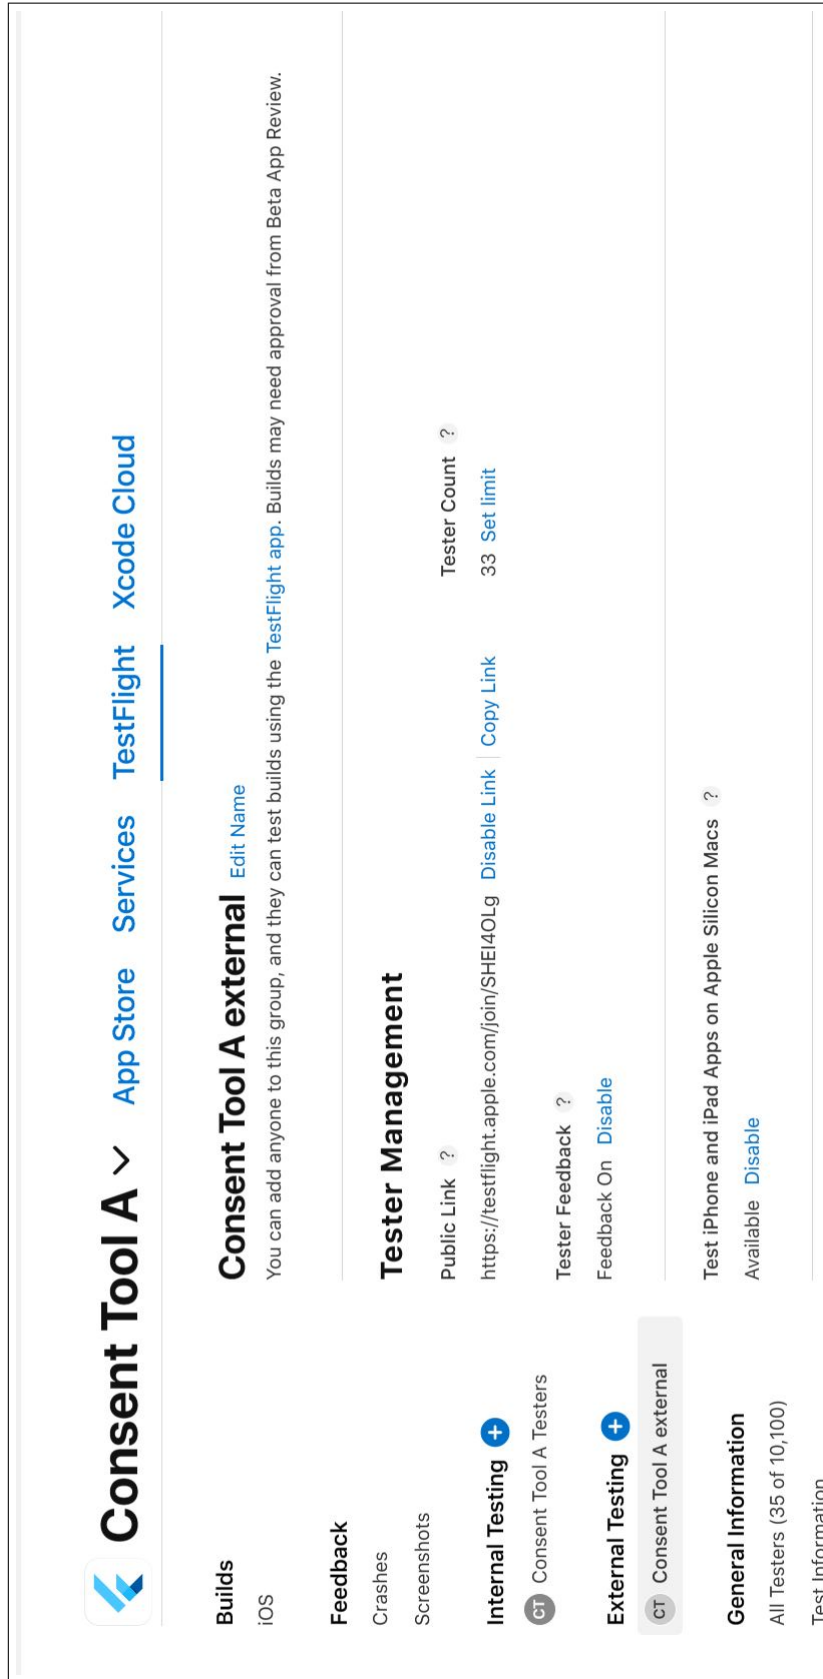 Consent Tool A App Store Services TestFlight Xcode Cloud
Builds
iOS
Feedback
Crashes
Screenshots
Internal Testing
CT Consent Tool A Testers
External Testing
CT Consent Tool A external
General Information
All Testers (35 of 10,100)
Test Information
Consent Tool A external Edit Name
You can add anyone to this group, and they can test builds using the TestFlight app. Builds may need approval from Beta App Review.
Tester Management
Public Link ? Tester Count ?
https://testflight.apple.com/join/SHEI4OLg Disable Link | Copy Link 33 Set limit
Tester Feedback ?
Feedback On Disable
Test iPhone and iPad Apps on Apple Silicon Macs ?
Available Disable